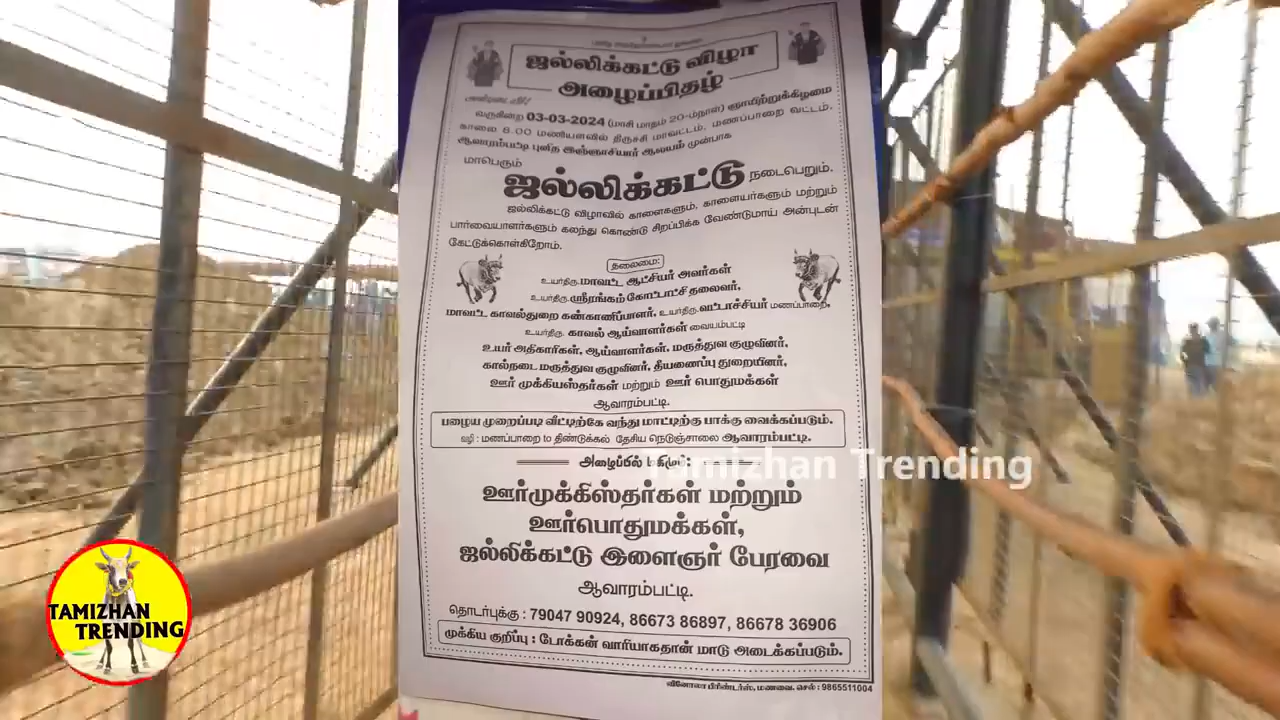 ஜல்லிக்கட்டு விழா
அழைப்பிதழ்
அன்புடையீர்!
வருகின்ற 03-03-2024 (மாசி மாதம் 20-ம்நாள்) ஞாயிற்றுக்கிழமை
காலை 8.00 மணியளவில் திருச்சி மாவட்டம், மணப்பாறை வட்டம்,
ஆவாரம்பட்டி புனித இஞ்ஞாசியார் ஆலயம் முன்பாக
மாபெரும்
ஜல்லிக்கட்டு நடைபெறும்.
ஜல்லிக்கட்டு விழாவில் காளைகளும், காளையர்களும் மற்றும்
பார்வையாளர்களும் கலந்து கொண்டு சிறப்பிக்க வேண்டுமாய் அன்புடன்
கேட்டுக்கொள்கிறோம்.
தலைமை:
உயர்திரு.மாவட்ட ஆட்சியர் அவர்கள்
உயர்திரு.ஸ்ரீரங்கம் கோட்டாட்சி தலைவர்,
மாவட்ட காவல்துறை கண்காணிப்பாளர், உயர்திரு.வட்டாச்சியர் மணப்பாறை,
உயர்திரு. காவல் ஆய்வாளர்கள் வையம்பட்டி
உயர் அதிகாரிகள், ஆய்வாளர்கள், மருத்துவ குழுவினர்,
கால்நடை மருத்துவ குழுவினர், தீயணைப்பு துறையினர்,
ஊர் முக்கியஸ்தர்கள் மற்றும் ஊர் பொதுமக்கள்
ஆவாரம்பட்டி.
பழைய முறைப்படி வீட்டிற்கே வந்து மாட்டிற்கு பாக்கு வைக்கப்படும்.
வழி : மணப்பாறை to திண்டுக்கல் தேசிய நெடுஞ்சாலை ஆவாரம்பட்டி.
அழைப்பில் மகிழும்
Tamizhan Trending
ஊர்முக்கிஸ்தர்கள் மற்றும்
ஊர்பொதுமக்கள்,
ஜல்லிக்கட்டு இளைஞர் பேரவை
ஆவாரம்பட்டி.
தொடர்புக்கு : 79047 90924, 86673 86897, 86678 36906
முக்கிய குறிப்பு : டோக்கன் வாரியாகதான் மாடு அடைக்கப்படும்.
வினோலா பிரிண்டர்ஸ், மணவை. செல் : 9865511004
TAMIZHAN
TRENDING